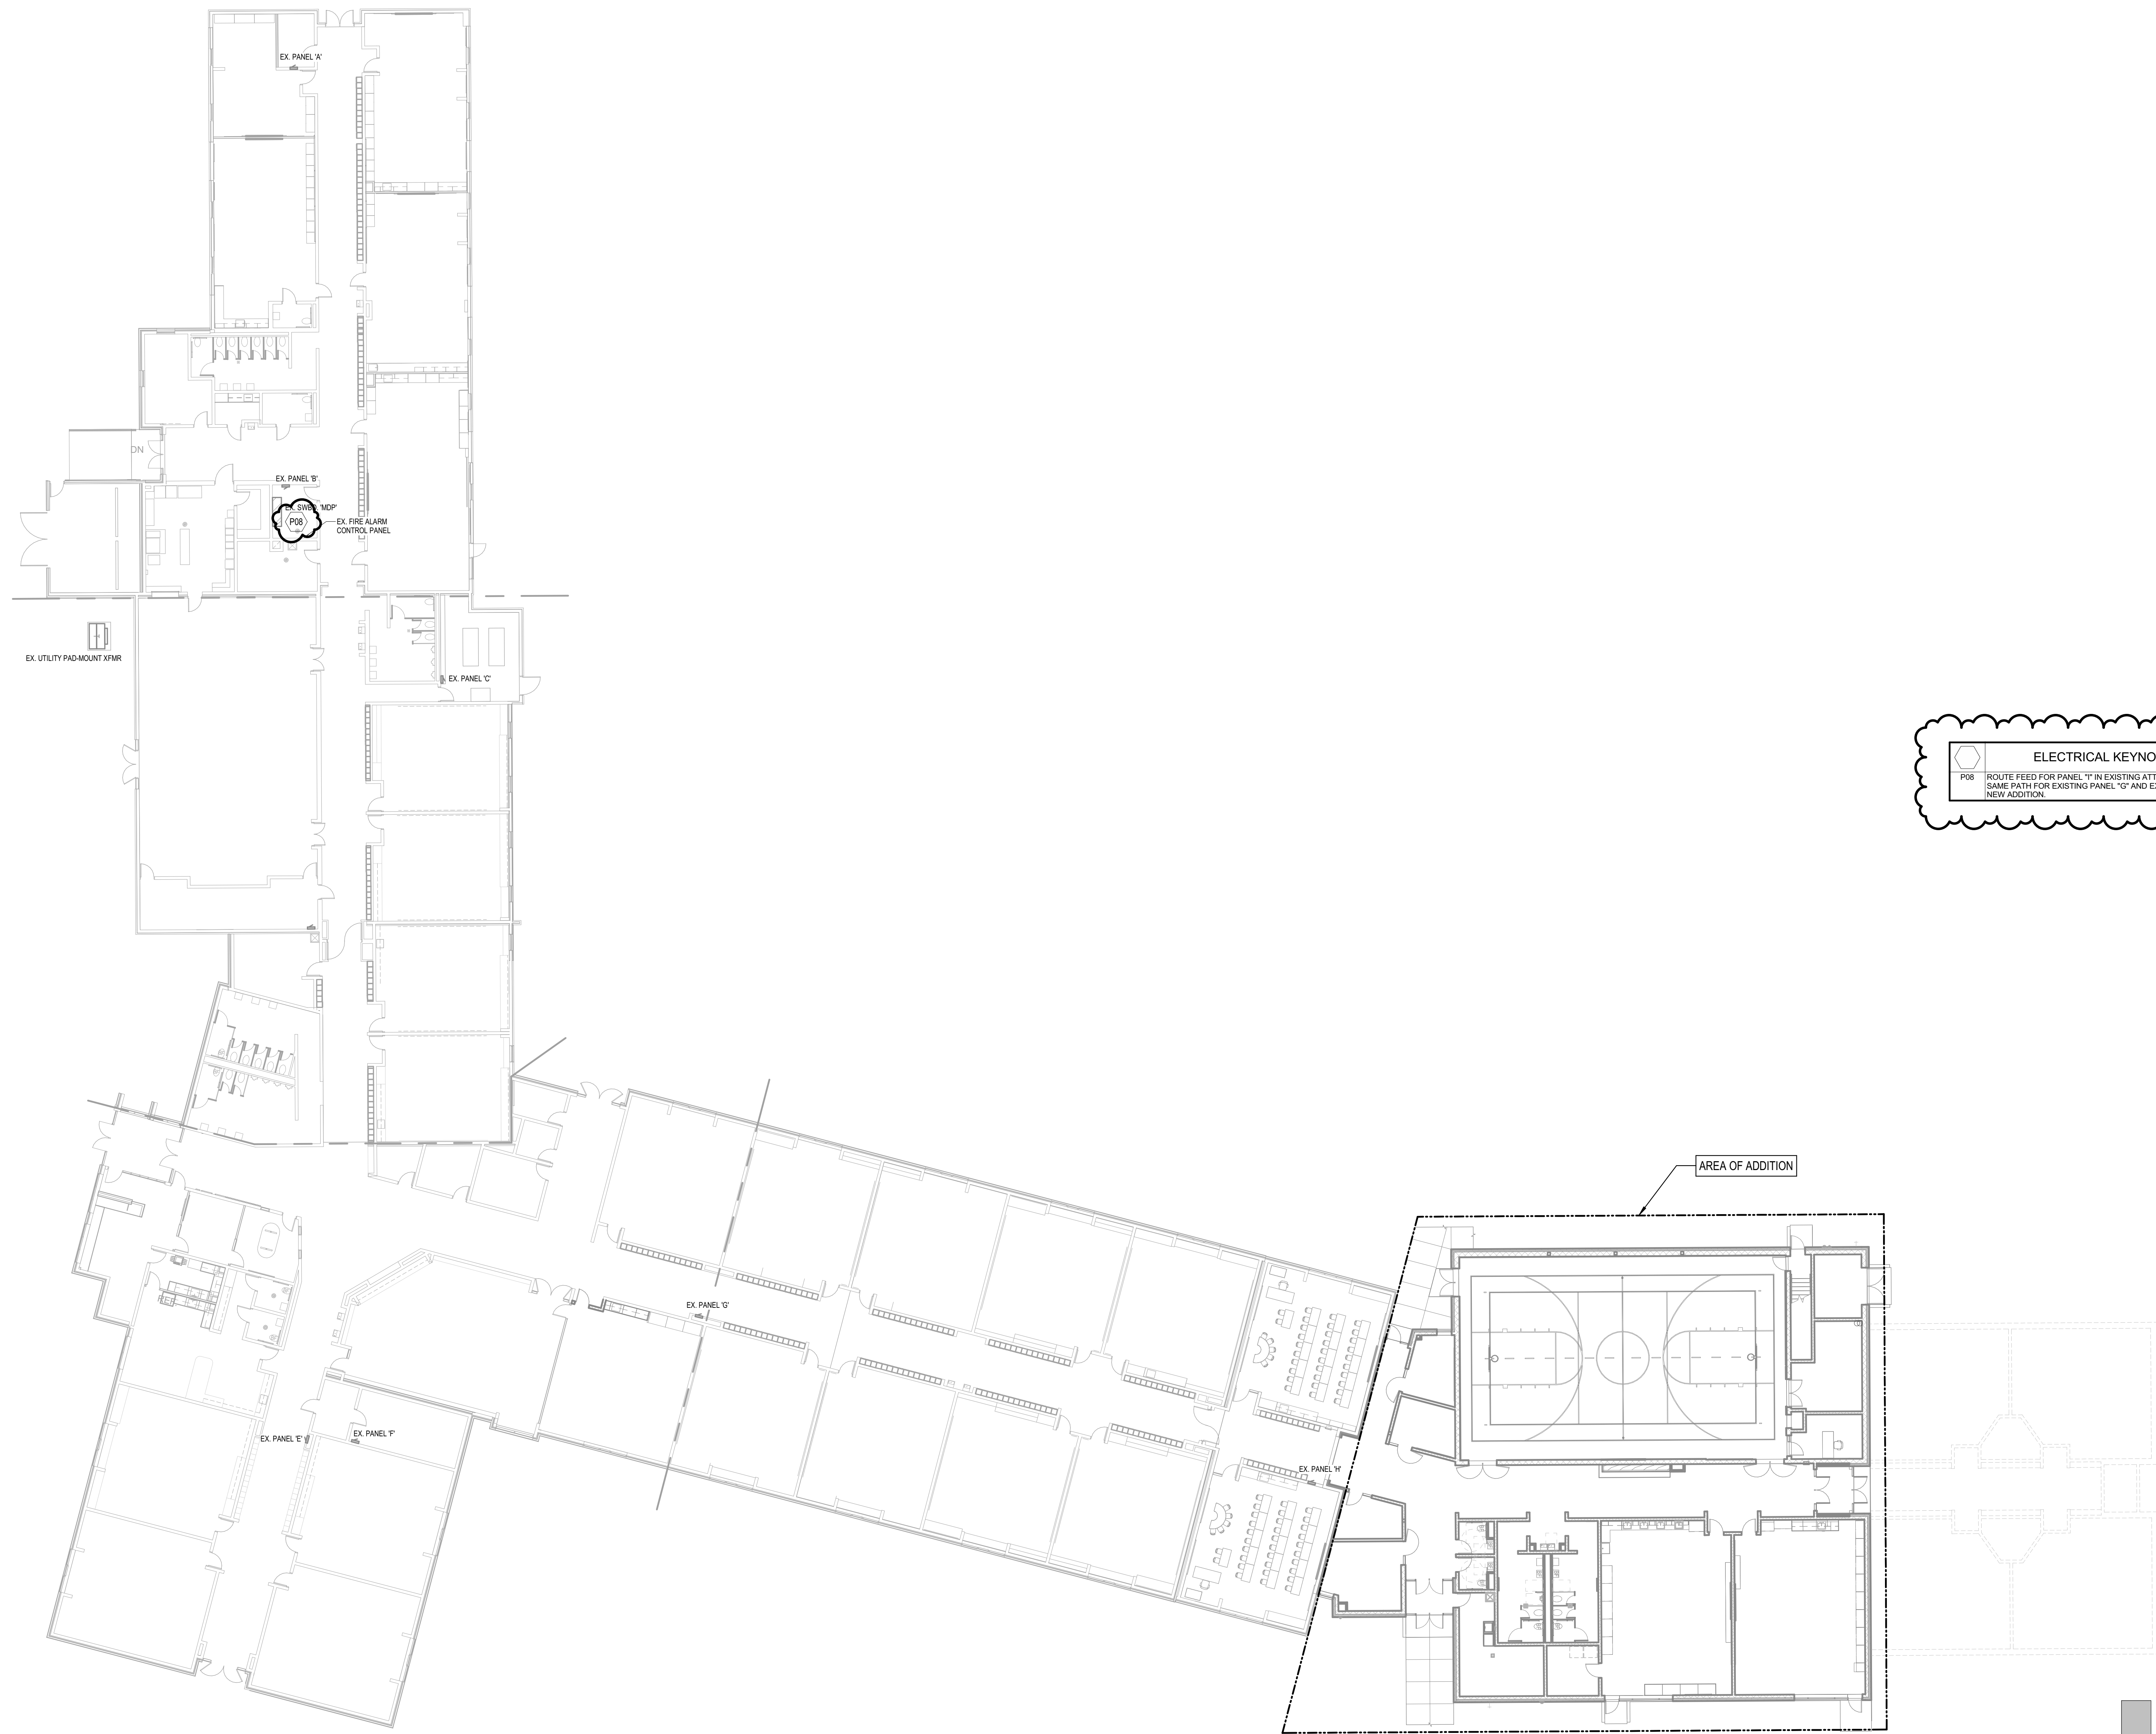 EX. PANEL 'A'
DN
EX. PANEL 'B'
EX. SWBD. 'MDP'
P08
EX. FIRE ALARM
CONTROL PANEL
EX. UTILITY PAD-MOUNT XFMR
EX. PANEL 'C'
ELECTRICAL KEYNO
P08 ROUTE FEED FOR PANEL "I" IN EXISTING ATT
SAME PATH FOR EXISTING PANEL "G" AND EX
NEW ADDITION.
AREA OF ADDITION
EX. PANEL 'G'
EX. PANEL 'E'
EX. PANEL 'F'
EX. PANEL 'H'